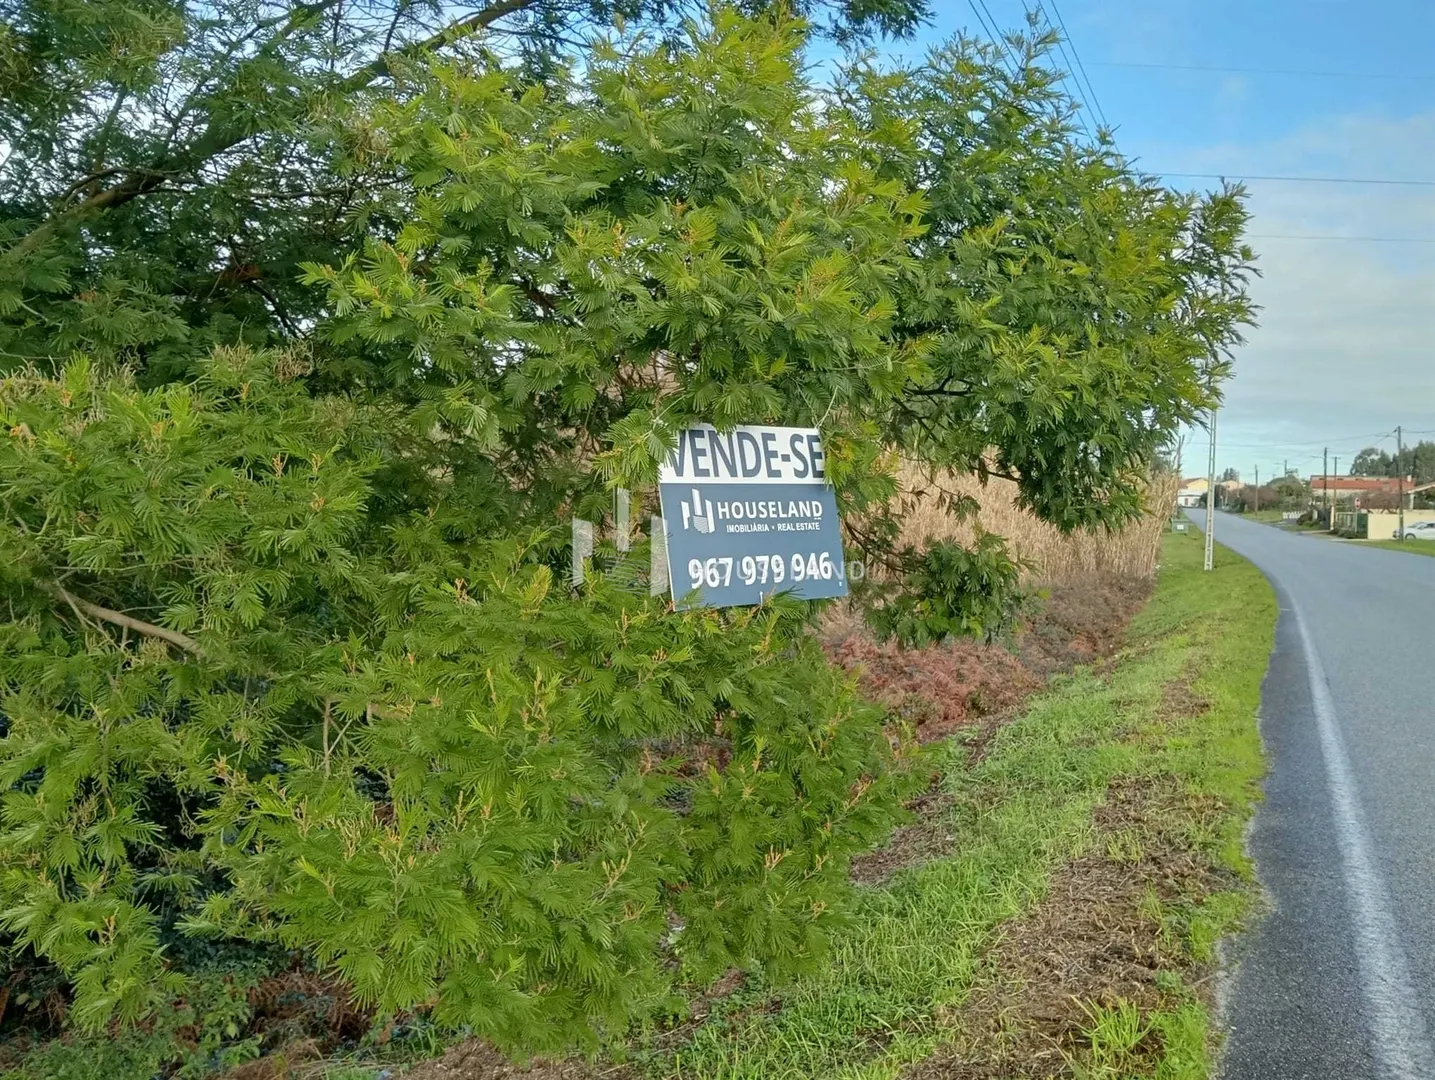 VENDE-SE
HOUSELAND
IMOBILIÁRIA • REAL ESTATE
967 979 946